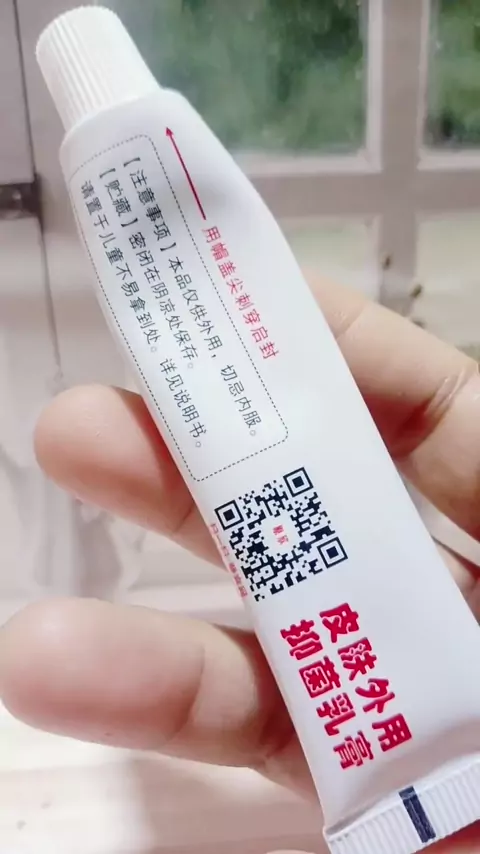 用帽盖尖刺穿启封
【注意事项】本品仅供外用，切忌内服。
【贮藏】密闭在阴凉处保存。
请置于儿童不易拿到处。详见说明书。
皮肤外用
抑菌乳膏